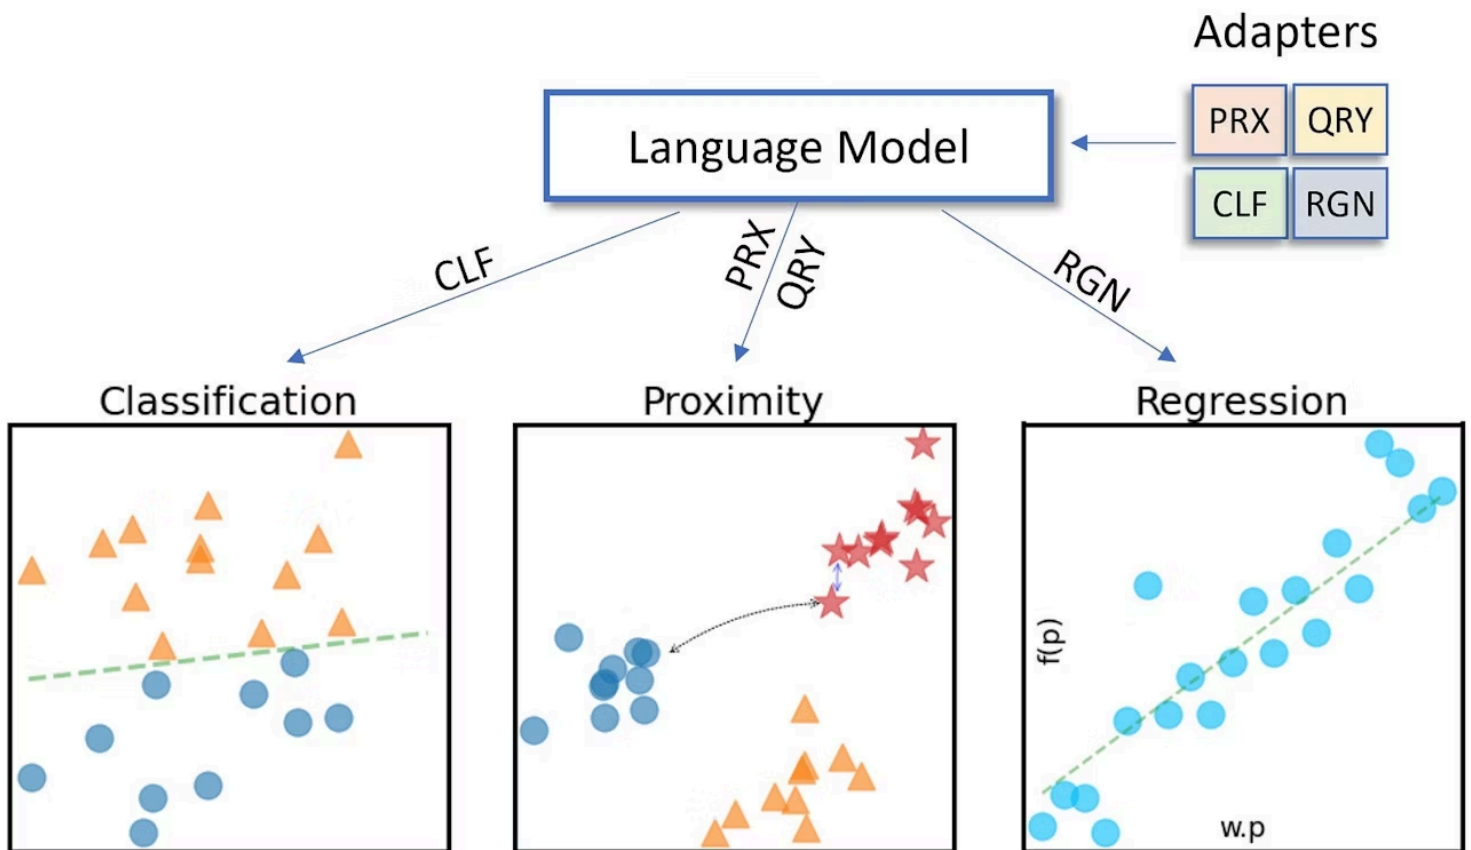 Adapters
PRX QRY
CLF RGN
Language Model
CLF
PRX
QRY
RGN
Classification
Proximity
Regression
f(p)
w.p